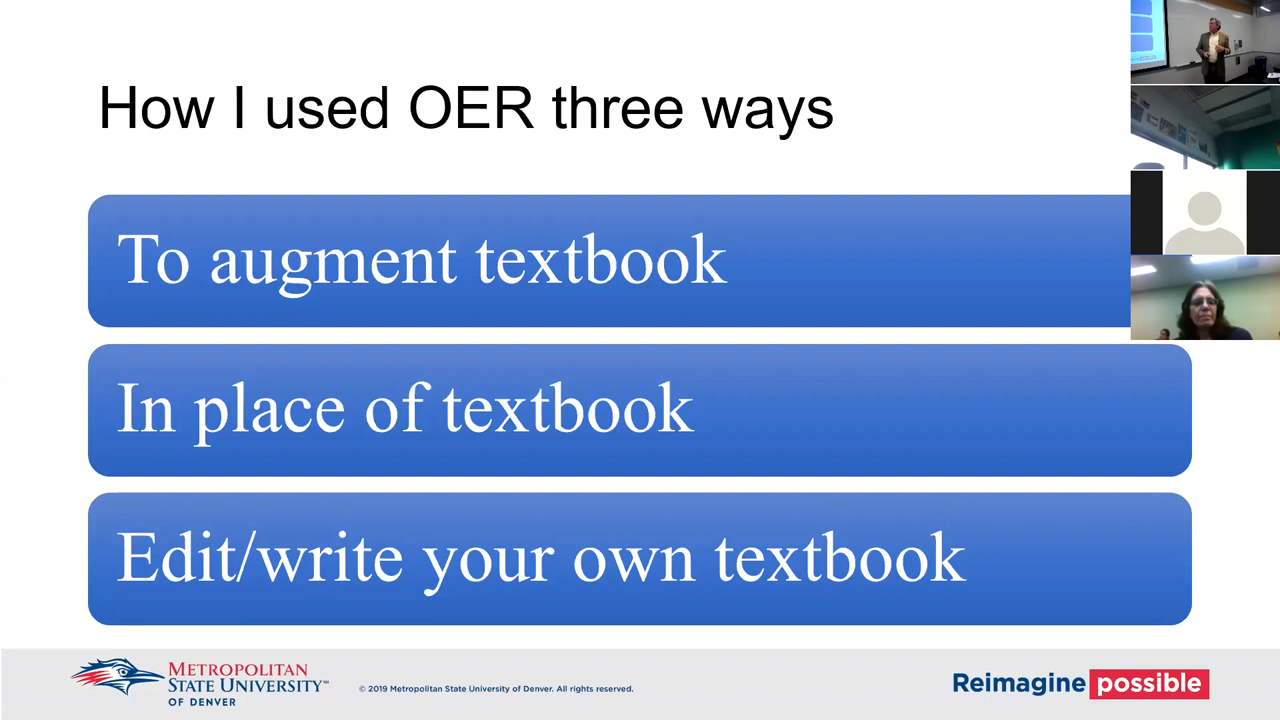 How I used OER three ways
To augment textbook
In place of textbook
Edit/write your own textbook
METROPOLITAN
STATE UNIVERSITY℠
OF DENVER
© 2019 Metropolitan State University of Denver. All rights reserved.
Reimagine possible